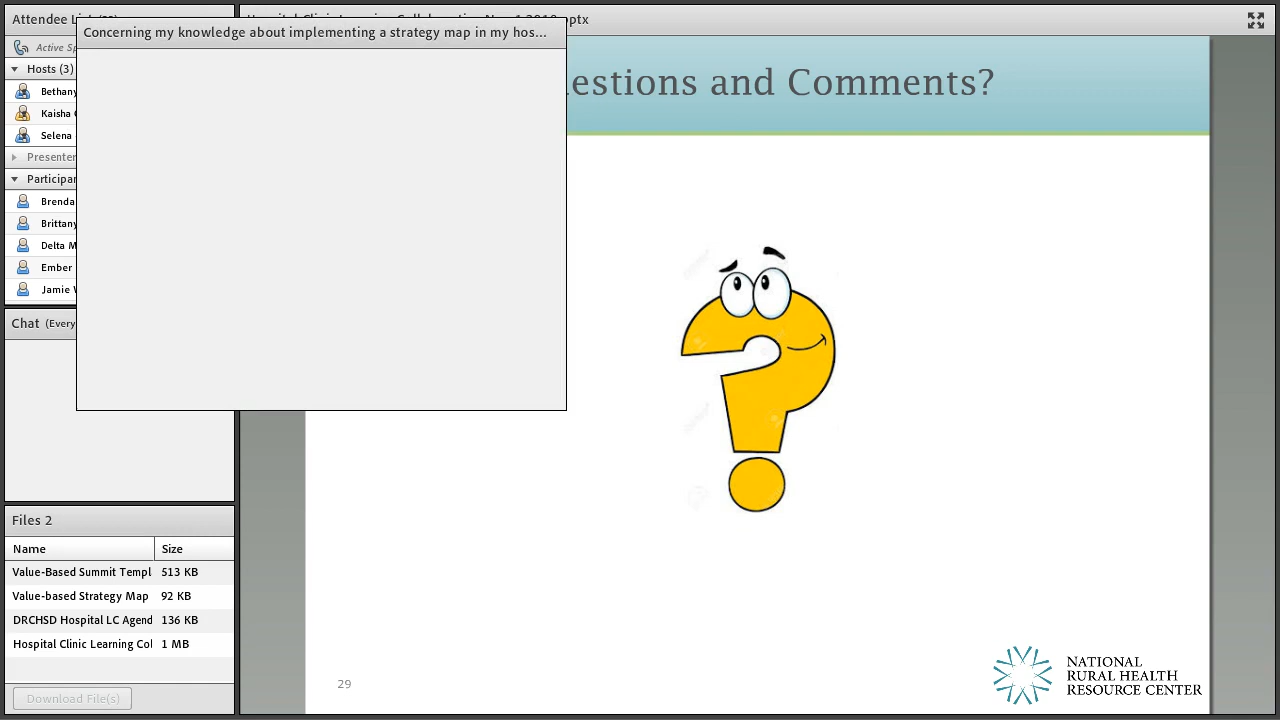 Attendee List
Concerning my knowledge about implementing a strategy map in my hos...
pptx
Active Sp
Hosts (3)
Bethany
Kaisha
Selena
Presenter
Participan
Brenda
Brittany
Delta M
Ember
Jamie
Chat (Every
estions and Comments?
Files 2
Name Size
Value-Based Summit Templ 513 KB
Value-based Strategy Map 92 KB
DRCHSD Hospital LC Agend 136 KB
Hospital Clinic Learning Col 1 MB
Download File(s)
29
NATIONAL
RURAL HEALTH
RESOURCE CENTER